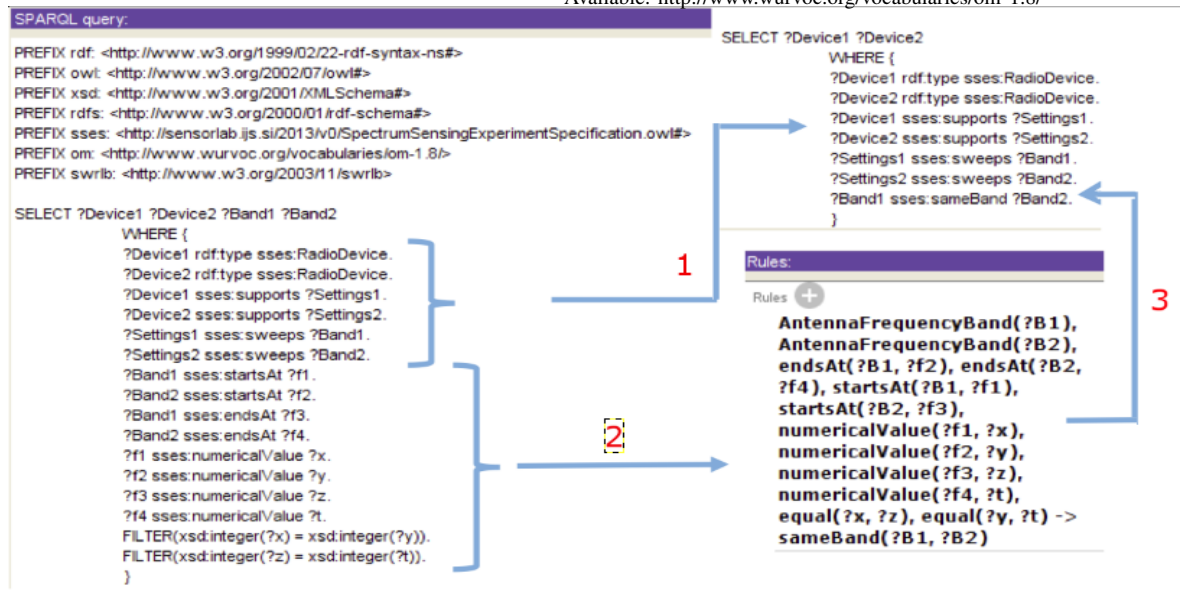 Available: http://www.wurvoc.org/vocabularies/om-1.8/
SPARQL query:
PREFIX rdf: <http://www.w3.org/1999/02/22-rdf-syntax-ns#>
PREFIX owl: <http://www.w3.org/2002/07/owl#>
PREFIX xsd: <http://www.w3.org/2001/XMLSchema#>
PREFIX rdfs: <http://www.w3.org/2000/01/rdf-schema#>
PREFIX sses: <http://sensorlab.ijs.si/2013/v0/SpectrumSensingExperimentSpecification.owl#>
PREFIX om: <http://www.wurvoc.org/vocabularies/om-1.8/>
PREFIX swrlb: <http://www.w3.org/2003/11/swrlb>
SELECT ?Device1 ?Device2 ?Band1 ?Band2
WHERE {
?Device1 rdf:type sses:RadioDevice.
?Device2 rdf:type sses:RadioDevice.
?Device1 sses:supports ?Settings1.
?Device2 sses:supports ?Settings2.
?Settings1 sses:sweeps ?Band1.
?Settings2 sses:sweeps ?Band2.
?Band1 sses:startsAt ?f1.
?Band2 sses:startsAt ?f2.
?Band1 sses:endsAt ?f3.
?Band2 sses:endsAt ?f4.
?f1 sses:numericalValue ?x.
?f2 sses:numericalValue ?y.
?f3 sses:numericalValue ?z.
?f4 sses:numericalValue ?t.
FILTER(xsd:integer(?x) = xsd:integer(?y)).
FILTER(xsd:integer(?z) = xsd:integer(?t)).
}
1
2
SELECT ?Device1 ?Device2
WHERE {
?Device1 rdf:type sses:RadioDevice.
?Device2 rdf:type sses:RadioDevice.
?Device1 sses:supports ?Settings1.
?Device2 sses:supports ?Settings2.
?Settings1 sses:sweeps ?Band1.
?Settings2 sses:sweeps ?Band2.
?Band1 sses:sameBand ?Band2.
}
Rules:
Rules +
AntennaFrequencyBand(?B1),
AntennaFrequencyBand(?B2),
endsAt(?B1, ?f2), endsAt(?B2,
?f4), startsAt(?B1, ?f1),
startsAt(?B2, ?f3),
numericalValue(?f1, ?x),
numericalValue(?f2, ?y),
numericalValue(?f3, ?z),
numericalValue(?f4, ?t),
equal(?x, ?z), equal(?y, ?t) ->
sameBand(?B1, ?B2)
3